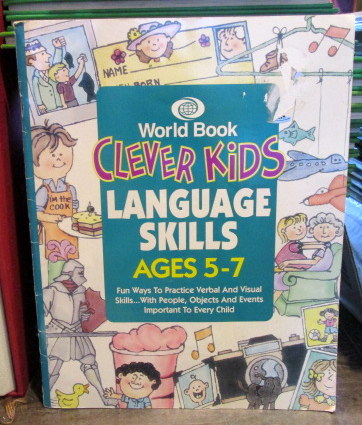 NAME
World Book
CLEVER KIDS
LANGUAGE
SKILLS
AGES 5-7
Fun Ways To Practice Verbal And Visual
Skills...With People, Objects And Events
Important To Every Child
I'm the
COOK